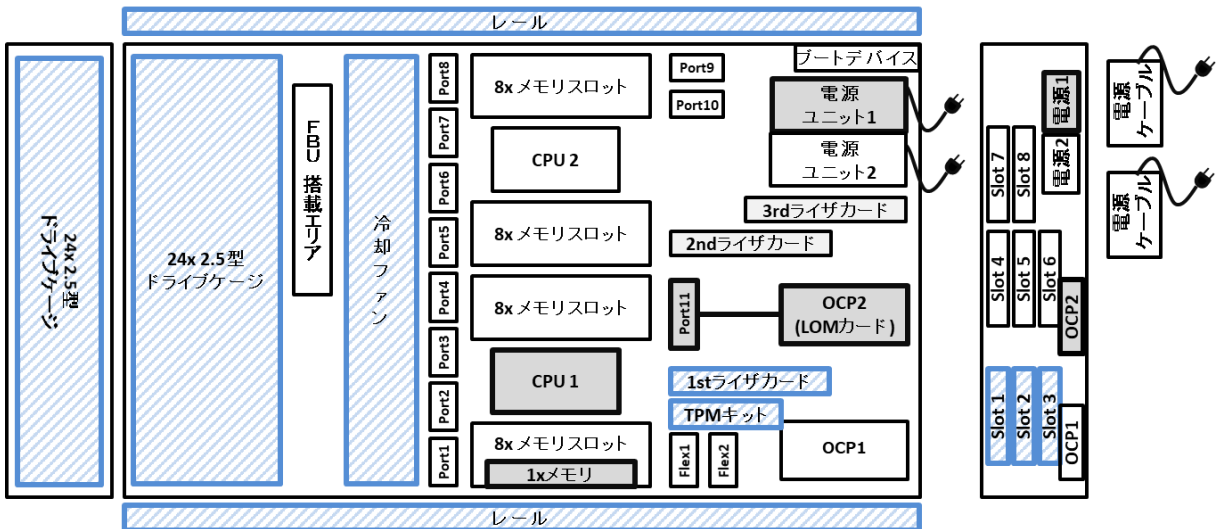 レール
24x 2.5型
ドライブケージ
24x 2.5型
ドライブケージ
FBU 搭載エリア
冷却ファン
Port8
Port7
Port6
Port5
Port4
Port3
Port2
Port1
8x メモリスロット
CPU 2
8x メモリスロット
8x メモリスロット
CPU 1
8x メモリスロット
1xメモリ
Port9
Port10
ブートデバイス
電源
ユニット1
電源
ユニット2
3rdライザカード
2ndライザカード
Port11
OCP2
(LOMカード)
1stライザカード
TPMキット
Flex1
Flex2
OCP1
レール
電源1
電源2
Slot 7
Slot 8
Slot 4
Slot 5
Slot 6
OCP2
Slot 1
Slot 2
Slot 3
OCP1
電源
ケーブル
電源
ケーブル